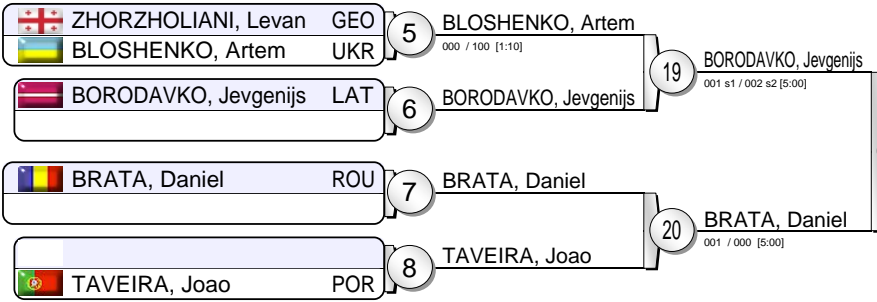 ZHORZHOLIANI, Levan GEO
BLOSHENKO, Artem UKR
5
BLOSHENKO, Artem
000 / 100 [1:10]
19
BORODAVKO, Jevgenijs
001 s1 / 002 s2 [5:00]
BORODAVKO, Jevgenijs LAT
6
BORODAVKO, Jevgenijs
BRATA, Daniel ROU
7
BRATA, Daniel
20
BRATA, Daniel
001 / 000 [5:00]
TAVEIRA, Joao POR
8
TAVEIRA, Joao